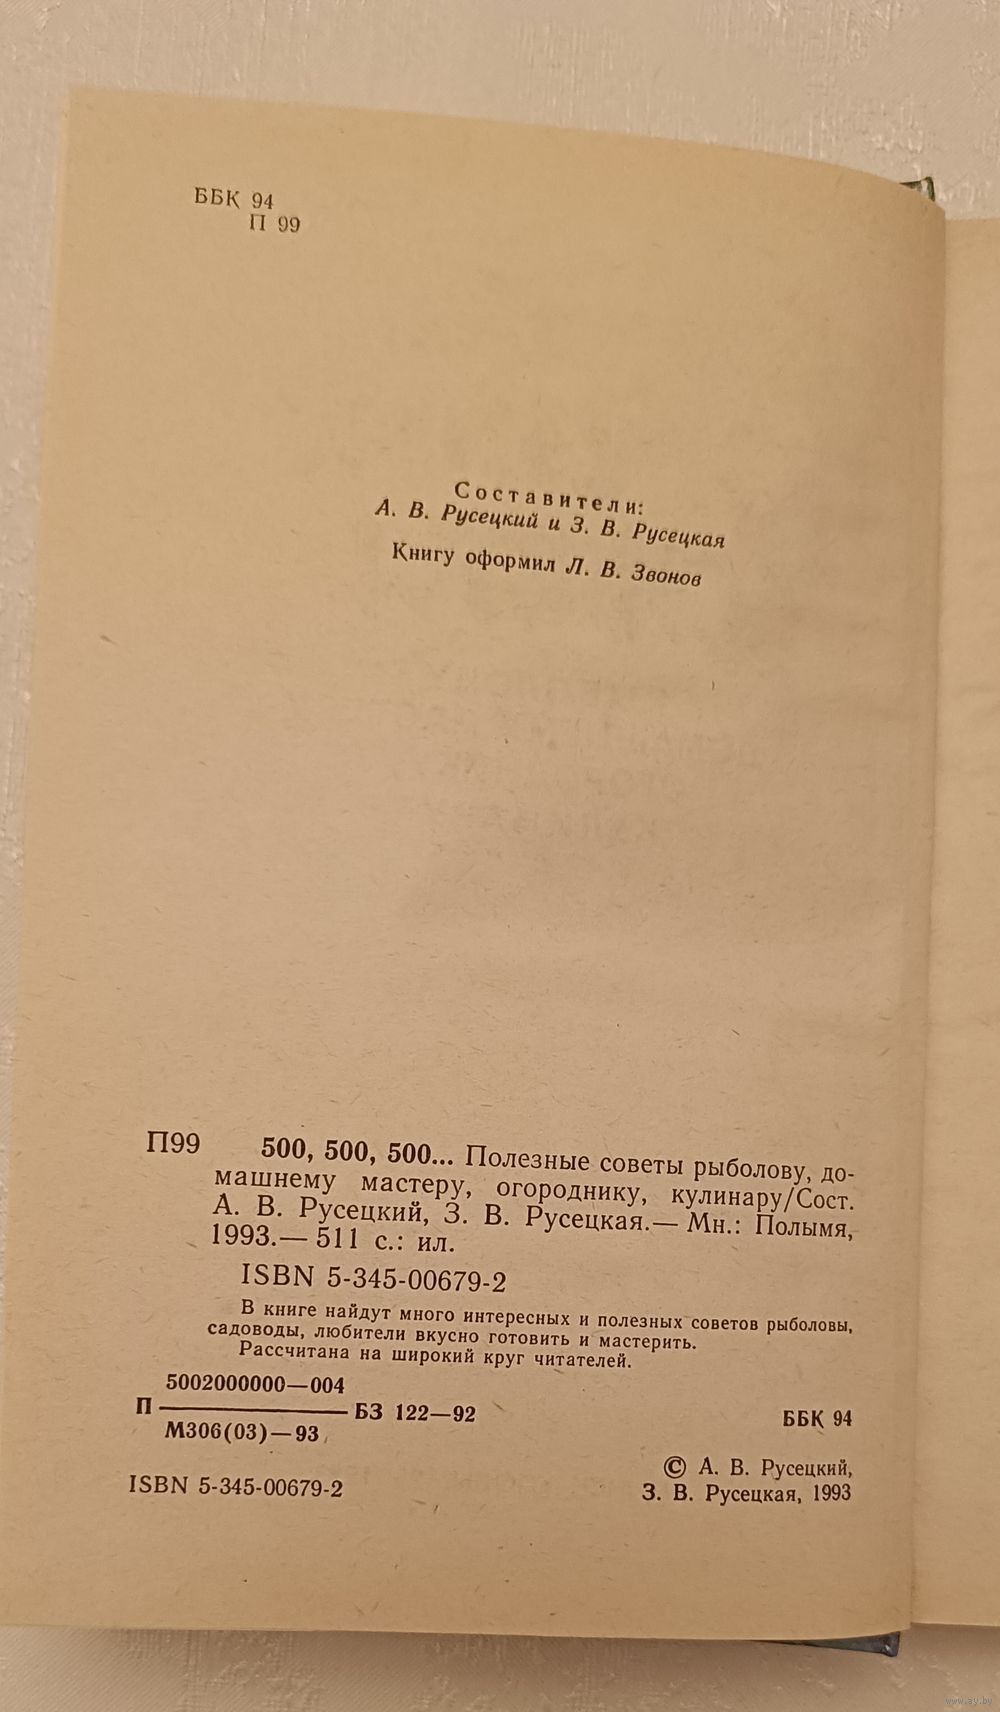 ББК 94
П 99
Составители:
А. В. Русецкий и З. В. Русецкая
Книгу оформил Л. В. Звонов
П99 500, 500, 500... Полезные советы рыболову, до-
машнему мастеру, огороднику, кулинару/Сост.
А. В. Русецкий, З. В. Русецкая.— Мн.: Полымя,
1993.— 511 с.: ил.
ISBN 5-345-00679-2
В книге найдут много интересных и полезных советов рыболовы,
садоводы, любители вкусно готовить и мастерить.
Рассчитана на широкий круг читателей.
5002000000—004
П ——— БЗ 122—92
М306(03)—93
ББК 94
ISBN 5-345-00679-2
© А. В. Русецкий,
З. В. Русецкая, 1993
www.ay.by